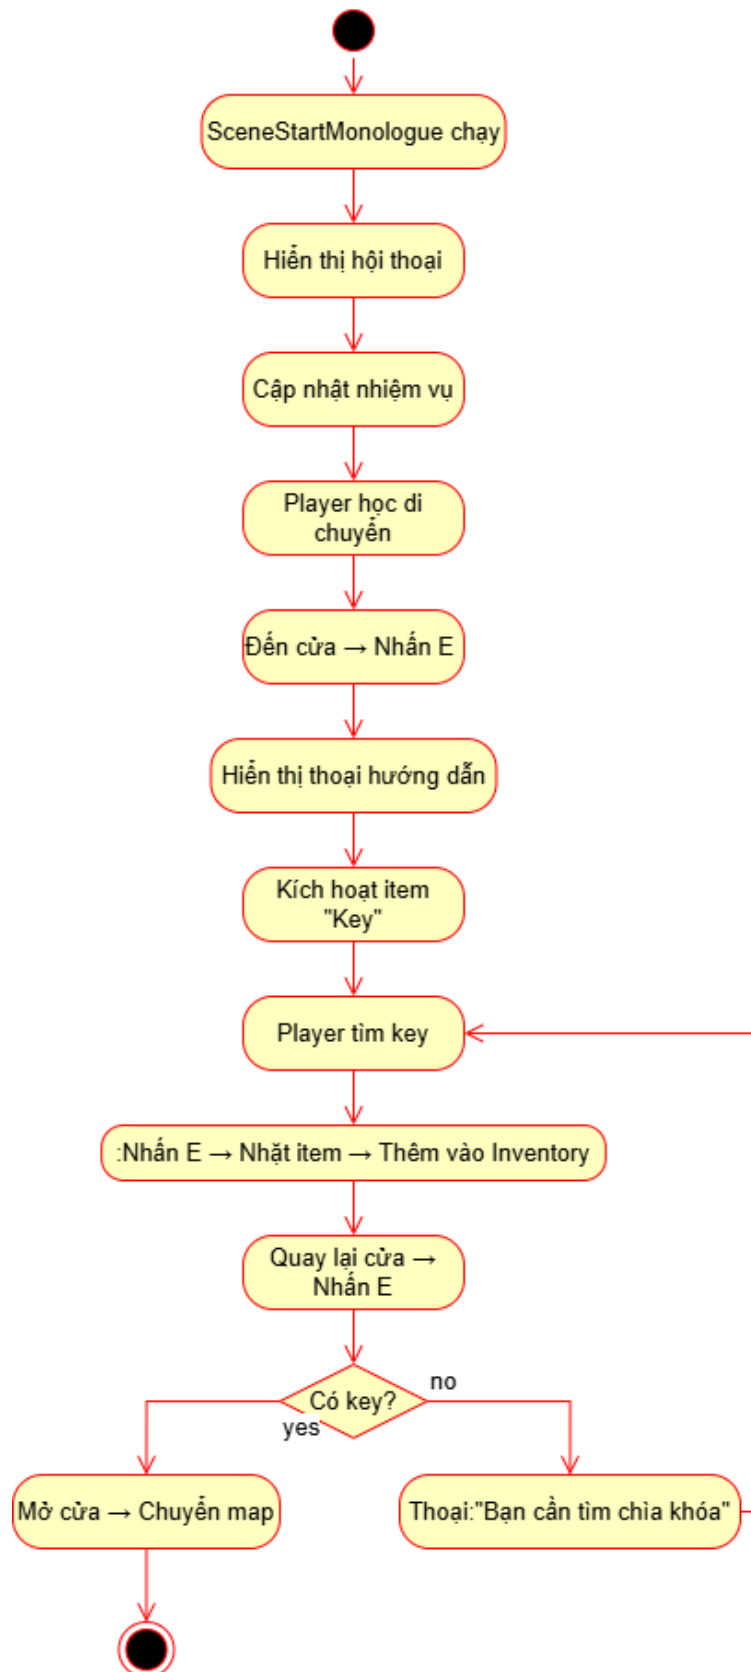 SceneStartMonologue chạy
Hiển thị hội thoại
Cập nhật nhiệm vụ
Player học di
chuyển
Đến cửa → Nhấn E
Hiển thị thoại hướng dẫn
Kích hoạt item
"Key"
Player tìm key
:Nhấn E → Nhặt item → Thêm vào Inventory
Quay lại cửa →
Nhấn E
Có key?
no
yes
Mở cửa → Chuyển map
Thoại:"Bạn cần tìm chìa khóa"